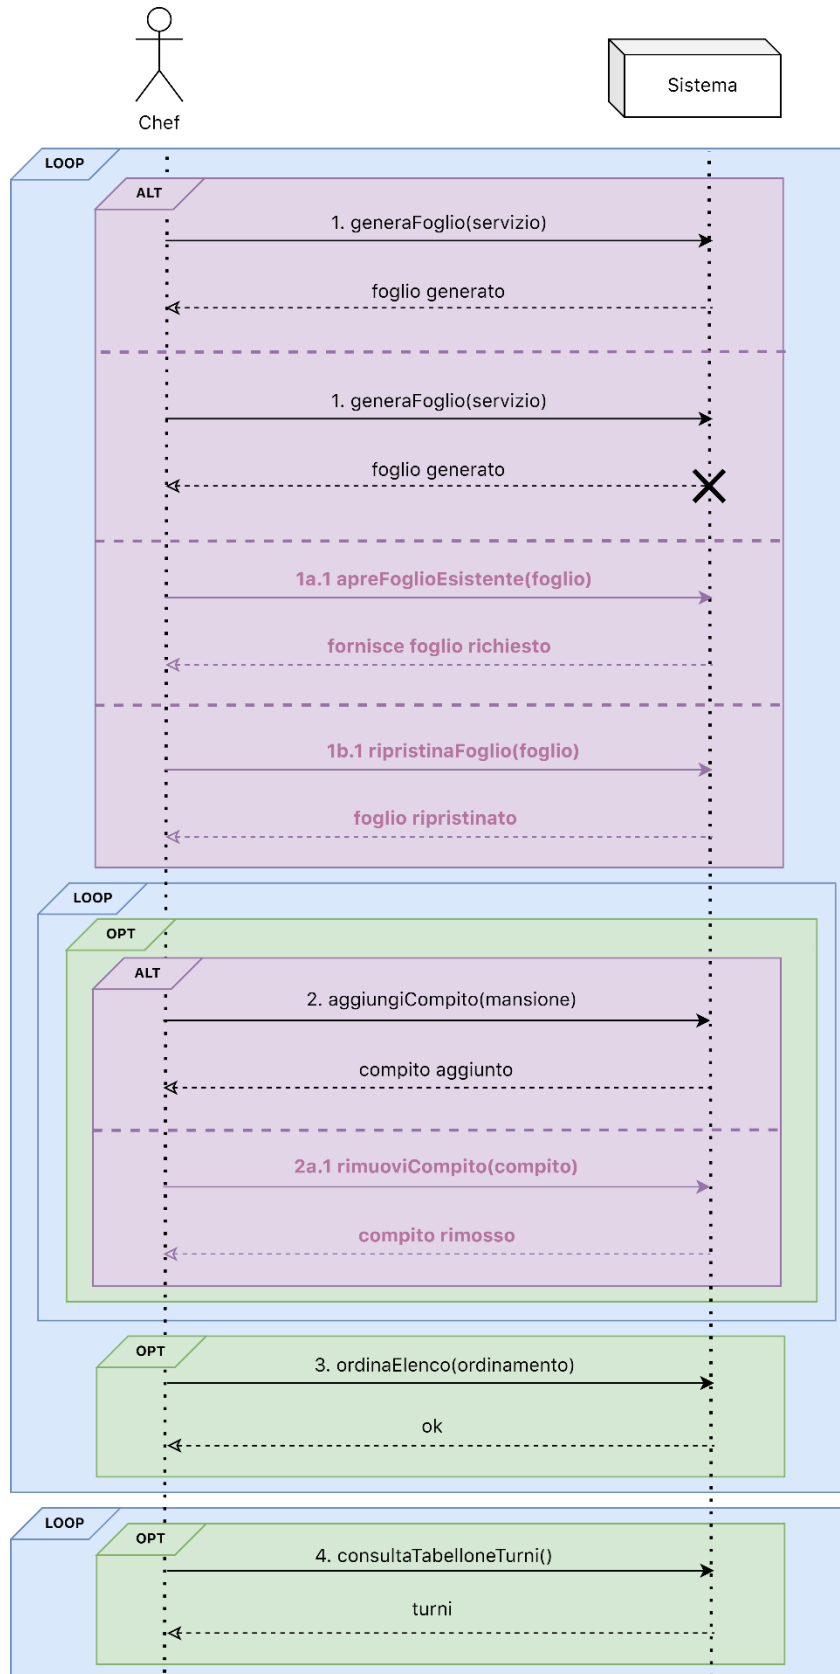 Chef
Sistema
LOOP
ALT
1. generaFoglio(servizio)
foglio generato
1. generaFoglio(servizio)
foglio generato
1a.1 apreFoglioEsistente(foglio)
fornisce foglio richiesto
1b.1 ripristinaFoglio(foglio)
foglio ripristinato
LOOP
OPT
ALT
2. aggiungiCompito(mansione)
compito aggiunto
2a.1 rimuoviCompito(compito)
compito rimosso
OPT
3. ordinaElenco(ordinamento)
ok
LOOP
OPT
4. consultaTabelloneTurni()
turni